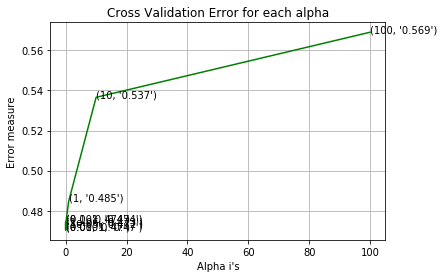 Cross Validation Error for each alpha
Error measure
0.56
0.54
0.52
0.50
0.48
(100, '0.569')
(10, '0.537')
(1, '0.485')
0 20 40 60 80 100
Alpha i's